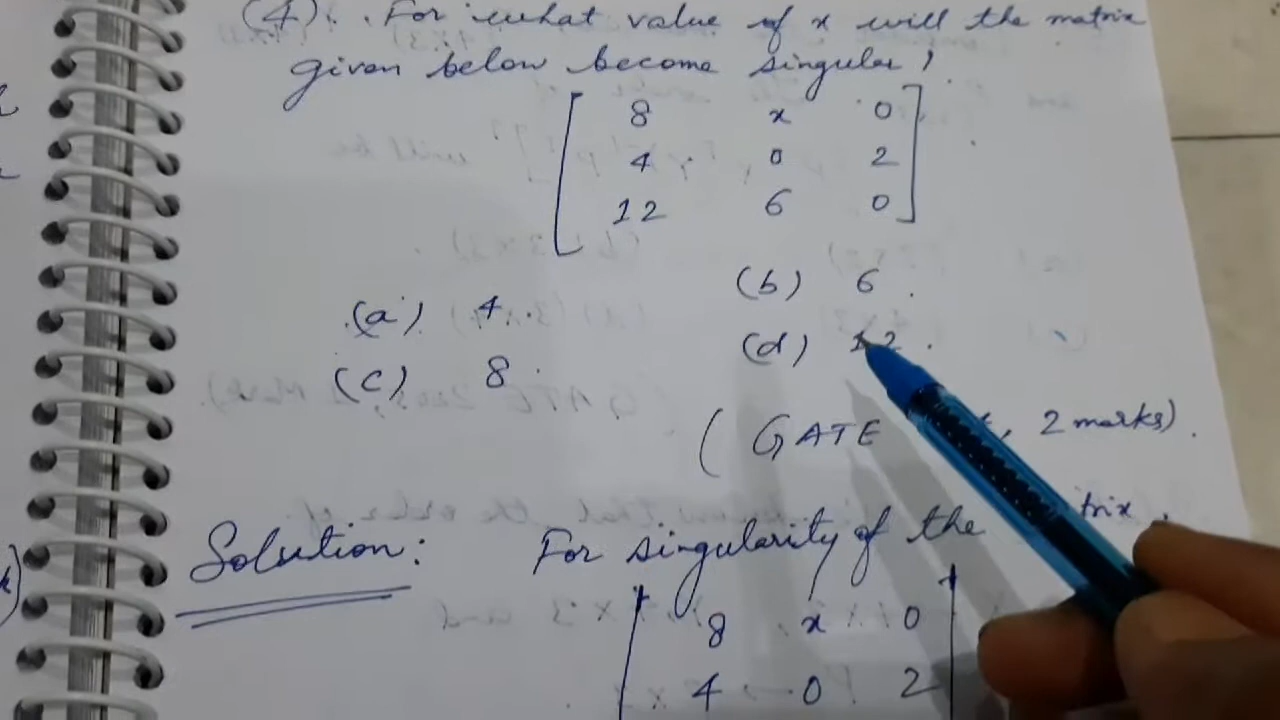 (4). For what value of x will the matrix
given below become singular,
8 x 0
4 0 2
12 6 0
(a) 4. (b) 6.
(c) 8. (d) 12.
(GATE , 2 marks).
Solution: For singularity of the
8 x 0
4 0 2